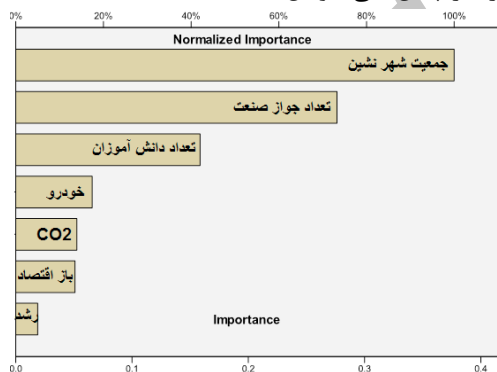 0% 20% 40% 60% 80% 100%
Normalized Importance
جمعیت شهر نشین
تعداد جواز صنعت
تعداد دانش آموزان
خودرو
CO2
باز اقتصاد
رشد
Importance
0.0 0.1 0.2 0.3 0.4